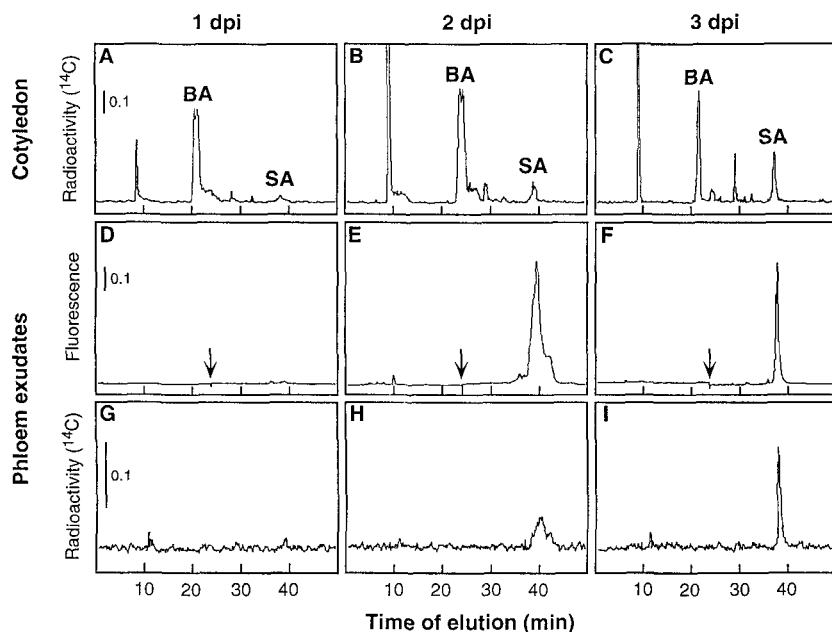 1 dpi 2 dpi 3 dpi
Cotyledon
Radioactivity (¹⁴C)
A
0.1
BA
SA
B
BA
SA
C
BA
SA
Phloem exudates
Fluorescence
D
0.1
E
F
Radioactivity (¹⁴C)
G
0.1
H
I
10 20 30 40 10 20 30 40 10 20 30 40
Time of elution (min)